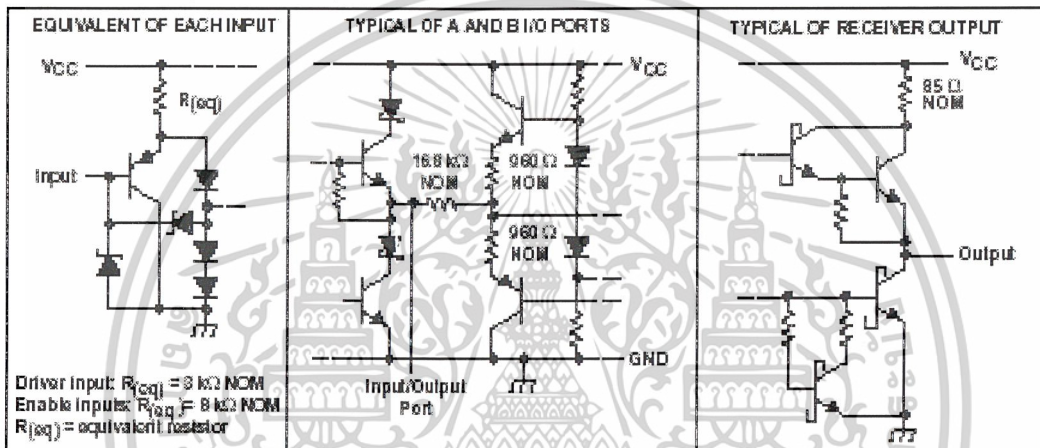 EQUIVALENT OF EACH INPUT
VCC
R(eq)
Input
Driver input: R(eq) = 3 kΩ NOM
Enable inputs: R(eq) = 8 kΩ NOM
R(eq) = equivalent resistor
TYPICAL OF A AND B I/O PORTS
VCC
16.8 kΩ
NOM
960 Ω
NOM
960 Ω
NOM
GND
Input/Output
Port
TYPICAL OF RECEIVER OUTPUT
VCC
85 Ω
NOM
Output